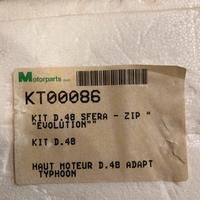 Motorparts
KT00086
KIT D.48 SFERA - ZIP "
"EVOLUTION""
KIT D.48
HAUT MOTEUR D.48 ADAPT
TYPHOON